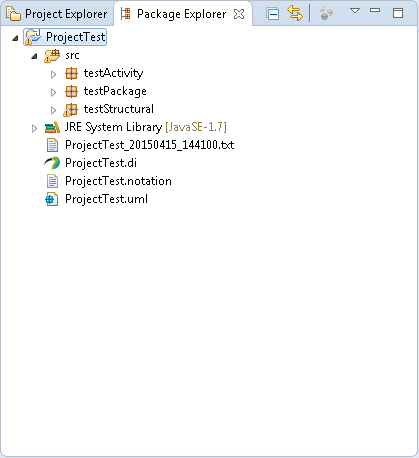 Project Explorer Package Explorer
ProjectTest
src
testActivity
testPackage
testStructural
JRE System Library [JavaSE-1.7]
ProjectTest_20150415_144100.txt
ProjectTest.di
ProjectTest.notation
ProjectTest.uml